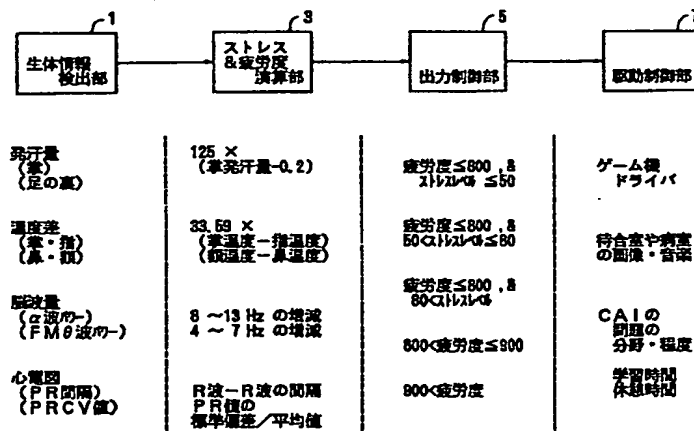 1
生体情報
検出部
3
ストレス
&疲労度
演算部
5
出力制御部
7
駆動制御部
発汗量
(掌)
(足の裏)
温度差
(掌・指)
(鼻・額)
脳波量
(α波パワー)
(FMθ波パワー)
心電図
(PR間隔)
(PRCV値)
125 ×
(掌発汗量-0.2)
33.59 ×
(掌温度-指温度)
(額温度-鼻温度)
8 ~13 Hz の増減
4 ~ 7 Hz の増減
R波-R波の間隔
PR値の
標準偏差/平均値
疲労度≦800 ,&
ストレスレベル ≦50
疲労度≦800 ,&
50<ストレスレベル≦80
疲労度≦800 ,&
80<ストレスレベル
800<疲労度≦900
900<疲労度
ゲーム機
ドライバ
待合室や病室
の画像・音楽
CAIの
問題の
分野・程度
学習時間
休憩時間